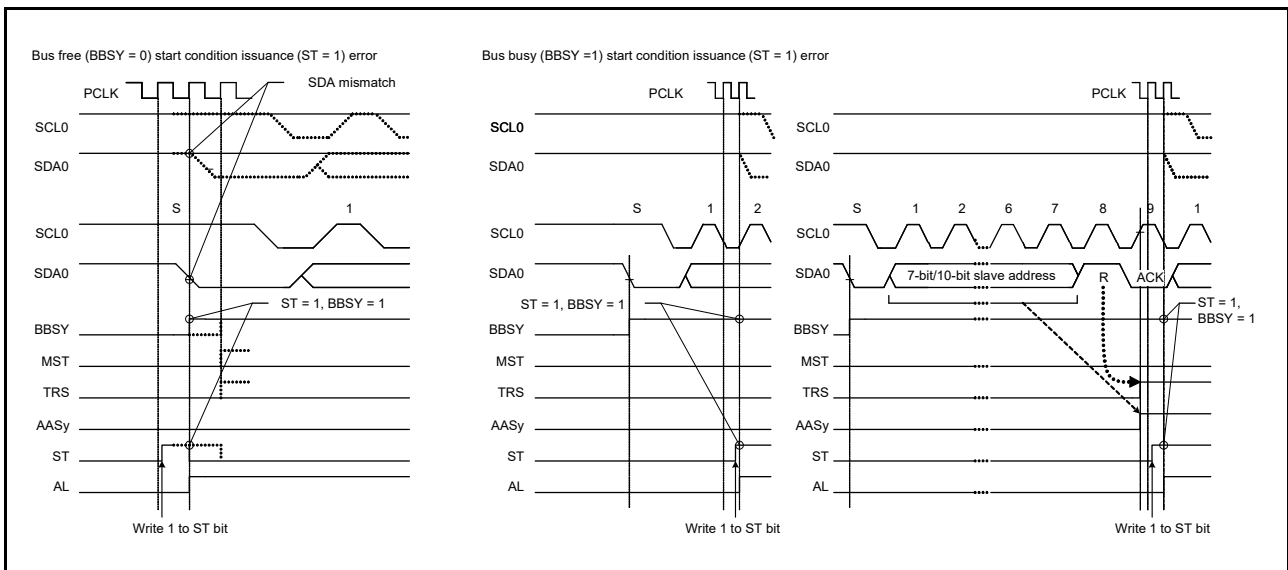 Bus free (BBSY = 0) start condition issuance (ST = 1) error
PCLK
SDA mismatch
SCL0
SDA0
S
1
SCL0
SDA0
ST = 1, BBSY = 1
BBSY
MST
TRS
AASy
ST
AL
Write 1 to ST bit
Bus busy (BBSY =1) start condition issuance (ST = 1) error
PCLK
SCL0
SDA0
S
1
2
SCL0
SDA0
ST = 1, BBSY = 1
BBSY
MST
TRS
AASy
ST
AL
Write 1 to ST bit
PCLK
SCL0
SDA0
S
1
2
6
7
8
9
1
SCL0
SDA0
7-bit/10-bit slave address
R
ACK
ST = 1,
BBSY = 1
BBSY
MST
TRS
AASy
ST
AL
Write 1 to ST bit